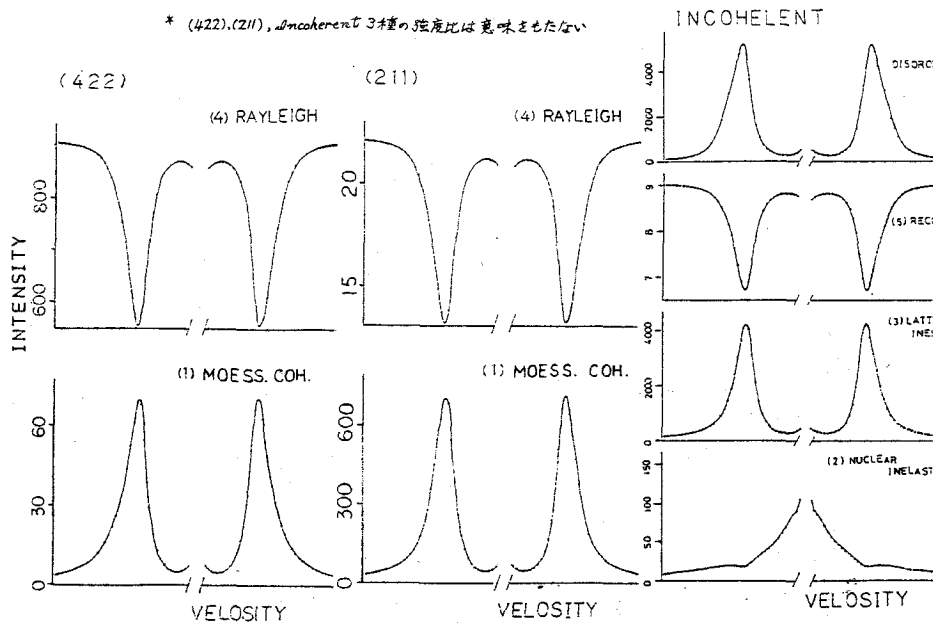 * (422).(211), Incoherent 3種の強度比は意味をもたない
(422)
(4) RAYLEIGH
800
600
INTENSITY
(1) MOESS. COH.
60
30
0
VELOSITY
(211)
(4) RAYLEIGH
20
15
(1) MOESS. COH.
600
300
0
VELOSITY
INCOHELENT
4000
2000
0
9
8
7
(5) RECO
4000
2000
0
(3) LATT
INES
(2) NUCLEAR
INELAST
150
100
50
0
VELOSITY